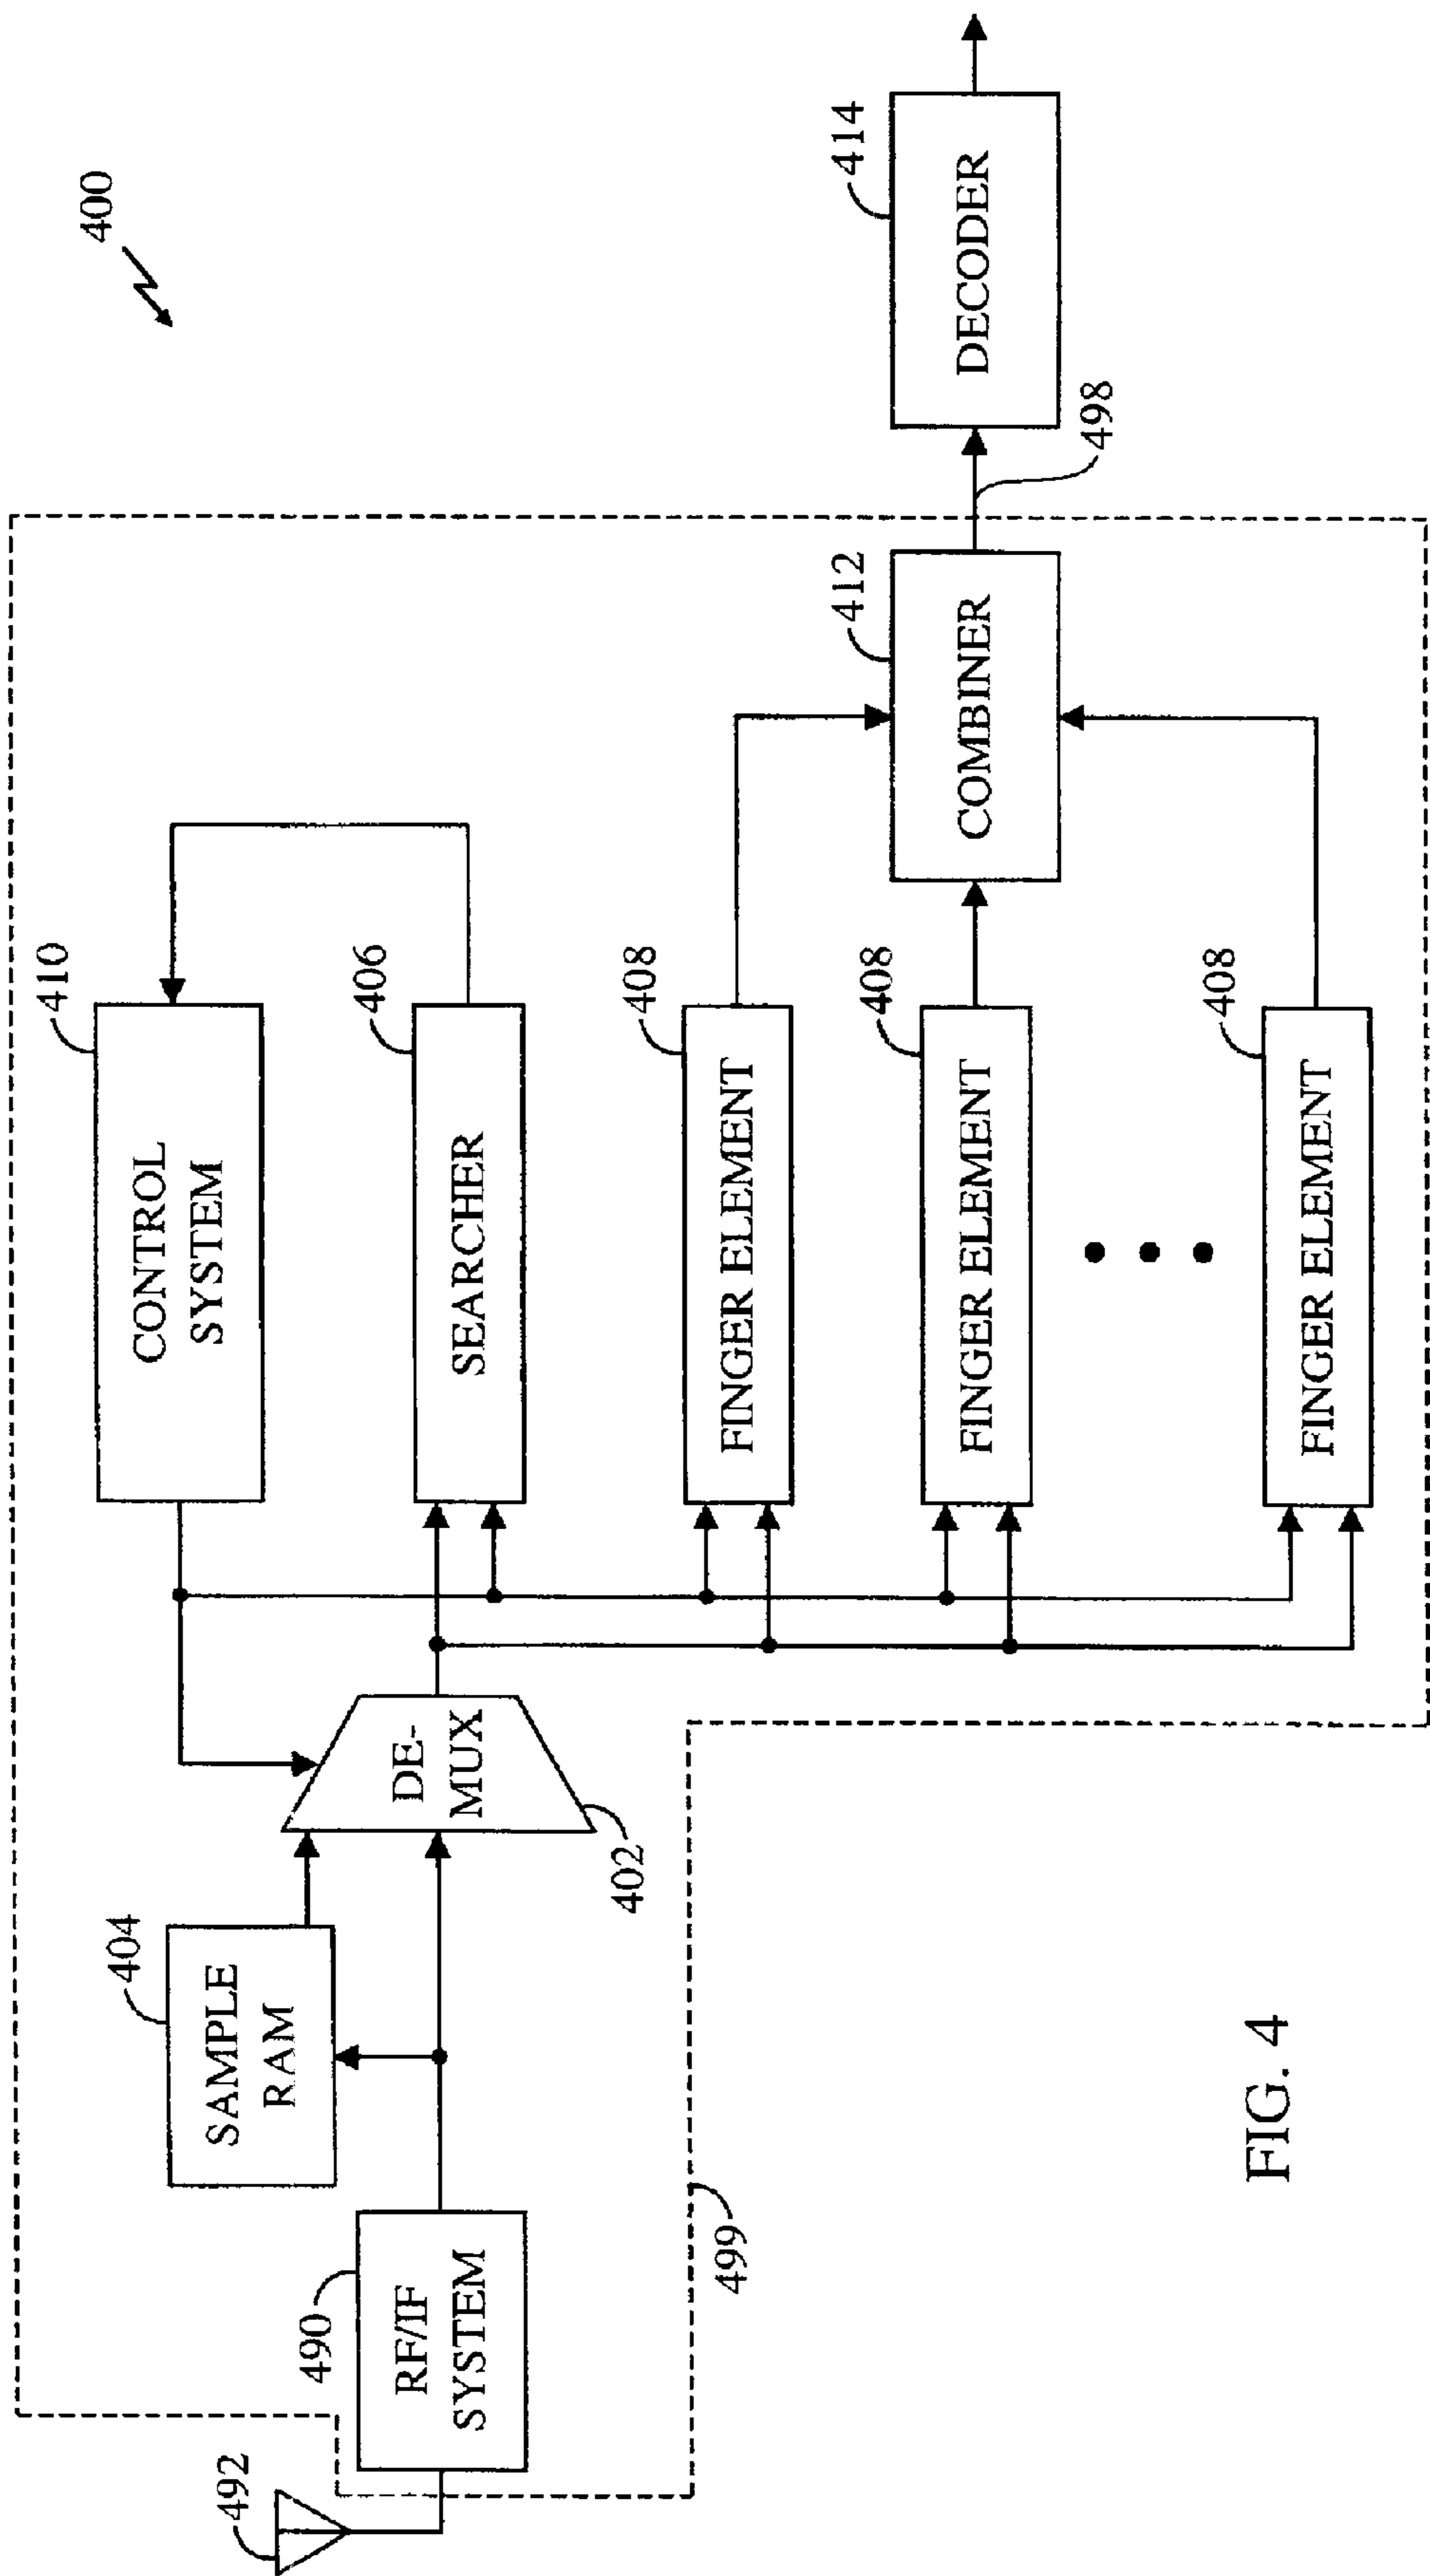 400
410
CONTROL
SYSTEM
404
SAMPLE
RAM
406
SEARCHER
492
490
RF/IF
SYSTEM
DE-
MUX
402
408
FINGER ELEMENT
408
FINGER ELEMENT
408
FINGER ELEMENT
412
COMBINER
498
414
DECODER
499
FIG. 4